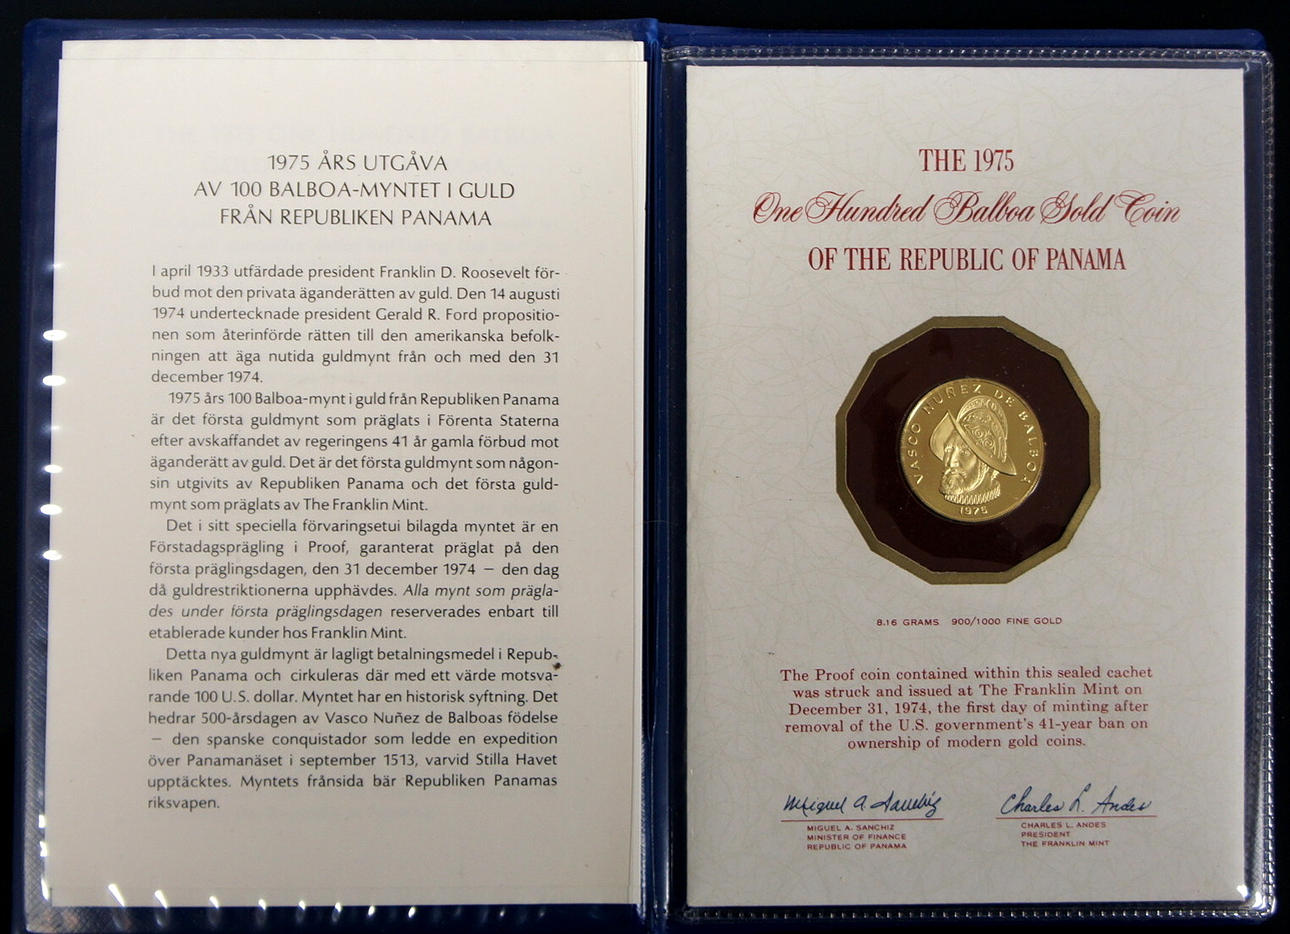 1975 ÅRS UTGÅVA
AV 100 BALBOA-MYNTET I GULD
FRÅN REPUBLIKEN PANAMA
I april 1933 utfärdade president Franklin D. Roosevelt för-
bud mot den privata äganderätten av guld. Den 14 augusti
1974 undertecknade president Gerald R. Ford propositio-
nen som återinförde rätten till den amerikanska befolk-
ningen att äga nutida guldmynt från och med den 31
december 1974.
1975 års 100 Balboa-mynt i guld från Republiken Panama
är det första guldmynt som präglats i Förenta Staterna
efter avskaffandet av regeringens 41 år gamla förbud mot
äganderätt av guld. Det är det första guldmynt som någon-
sin utgivits av Republiken Panama och det första guld-
mynt som präglats av The Franklin Mint.
Det i sitt speciella förvaringsetui bilagda myntet är en
Förstadagsprägling i Proof, garanterat präglat på den
första präglingsdagen, den 31 december 1974 – den dag
då guldrestriktionerna upphävdes. Alla mynt som prägla-
des under första präglingsdagen reserverades enbart till
etablerade kunder hos Franklin Mint.
Detta nya guldmynt är lagligt betalningsmedel i Repub-
liken Panama och cirkuleras där med ett värde motsva-
rande 100 U.S. dollar. Myntet har en historisk syftning. Det
hedrar 500-årsdagen av Vasco Nuñez de Balboas födelse
– den spanske conquistador som ledde en expedition
över Panamanäset i september 1513, varvid Stilla Havet
upptäcktes. Myntets frånsida bär Republiken Panamas
riksvapen.
THE 1975
One Hundred Balboa Gold Coin
OF THE REPUBLIC OF PANAMA
VASCO NUÑEZ DE BALBOA
1975
8.16 GRAMS 900/1000 FINE GOLD
The Proof coin contained within this sealed cachet
was struck and issued at The Franklin Mint on
December 31, 1974, the first day of minting after
removal of the U.S. government's 41-year ban on
ownership of modern gold coins.
Miguel A. Sanchiz
MIGUEL A. SANCHIZ
MINISTER OF FINANCE
REPUBLIC OF PANAMA
Charles L. Andes
CHARLES L. ANDES
PRESIDENT
THE FRANKLIN MINT